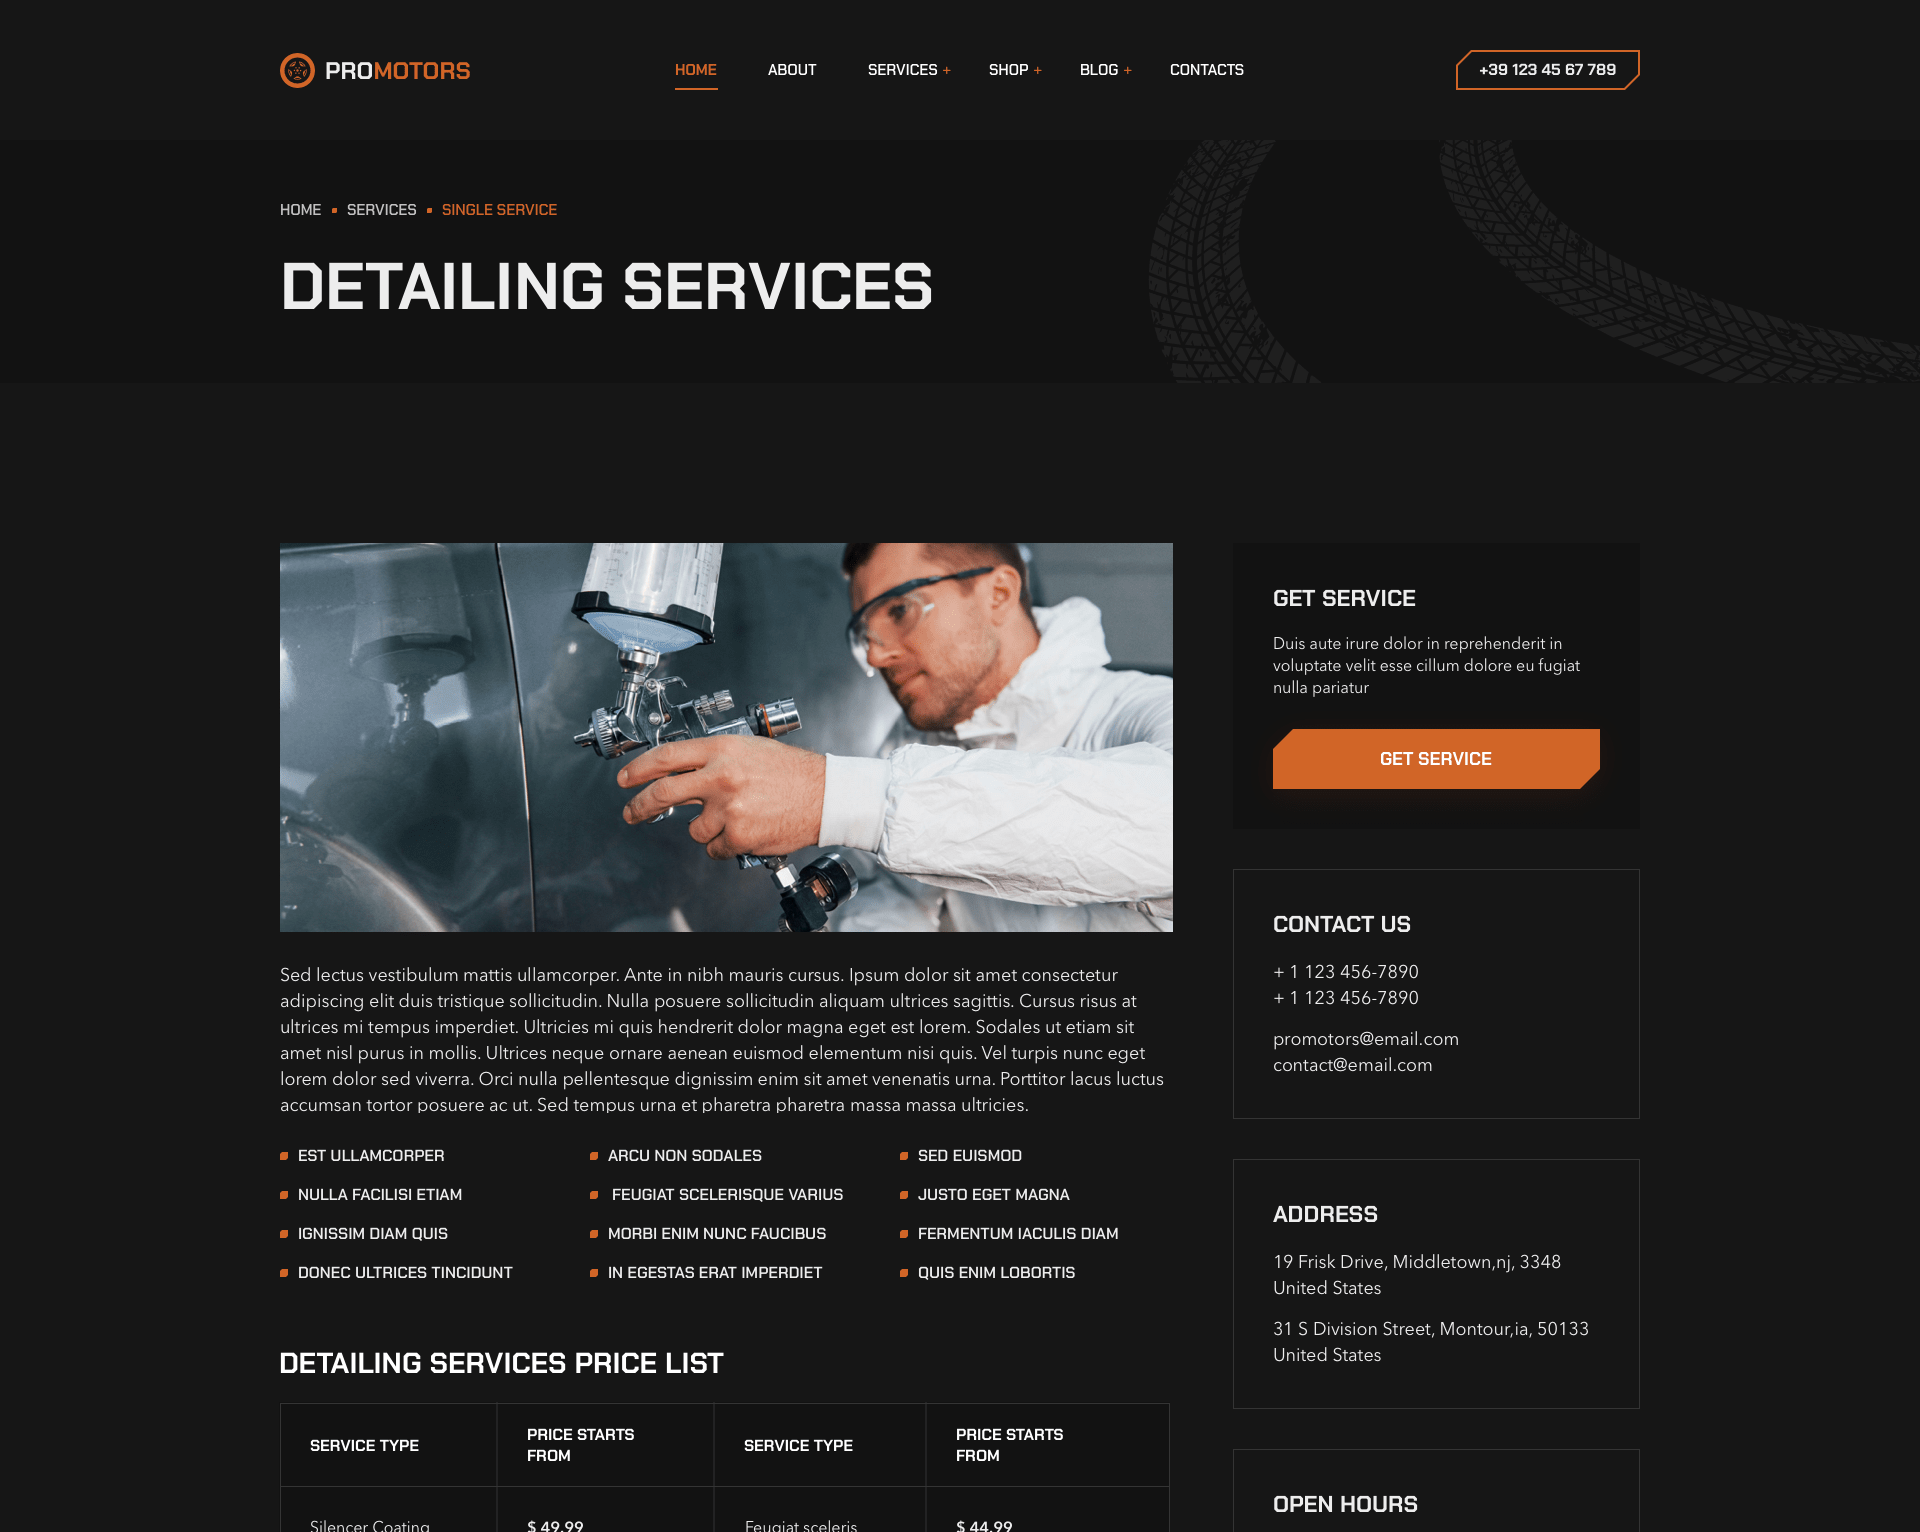 PROMOTORS
HOME ABOUT SERVICES + SHOP + BLOG + CONTACTS
+39 123 45 67 789
HOME SERVICES SINGLE SERVICE
DETAILING SERVICES
Sed lectus vestibulum mattis ullamcorper. Ante in nibh mauris cursus. Ipsum dolor sit amet consectetur
adipiscing elit duis tristique sollicitudin. Nulla posuere sollicitudin aliquam ultrices sagittis. Cursus risus at
ultrices mi tempus imperdiet. Ultricies mi quis hendrerit dolor magna eget est lorem. Sodales ut etiam sit
amet nisl purus in mollis. Ultrices neque ornare aenean euismod elementum nisi quis. Vel turpis nunc eget
lorem dolor sed viverra. Orci nulla pellentesque dignissim enim sit amet venenatis urna. Porttitor lacus luctus
accumsan tortor posuere ac ut. Sed tempus urna et pharetra pharetra massa massa ultricies.
EST ULLAMCORPER
NULLA FACILISI ETIAM
IGNISSIM DIAM QUIS
DONEC ULTRICES TINCIDUNT
ARCU NON SODALES
FEUGIAT SCELERISQUE VARIUS
MORBI ENIM NUNC FAUCIBUS
IN EGESTAS ERAT IMPERDIET
SED EUISMOD
JUSTO EGET MAGNA
FERMENTUM IACULIS DIAM
QUIS ENIM LOBORTIS
DETAILING SERVICES PRICE LIST
SERVICE TYPE
PRICE STARTS
FROM
SERVICE TYPE
PRICE STARTS
FROM
Silencer Coating
$ 49.99
Feugiat sceleris
$ 44.99
GET SERVICE
Duis aute irure dolor in reprehenderit in
voluptate velit esse cillum dolore eu fugiat
nulla pariatur
GET SERVICE
CONTACT US
+ 1 123 456-7890
+ 1 123 456-7890
promotors@email.com
contact@email.com
ADDRESS
19 Frisk Drive, Middletown,nj, 3348
United States
31 S Division Street, Montour,ia, 50133
United States
OPEN HOURS